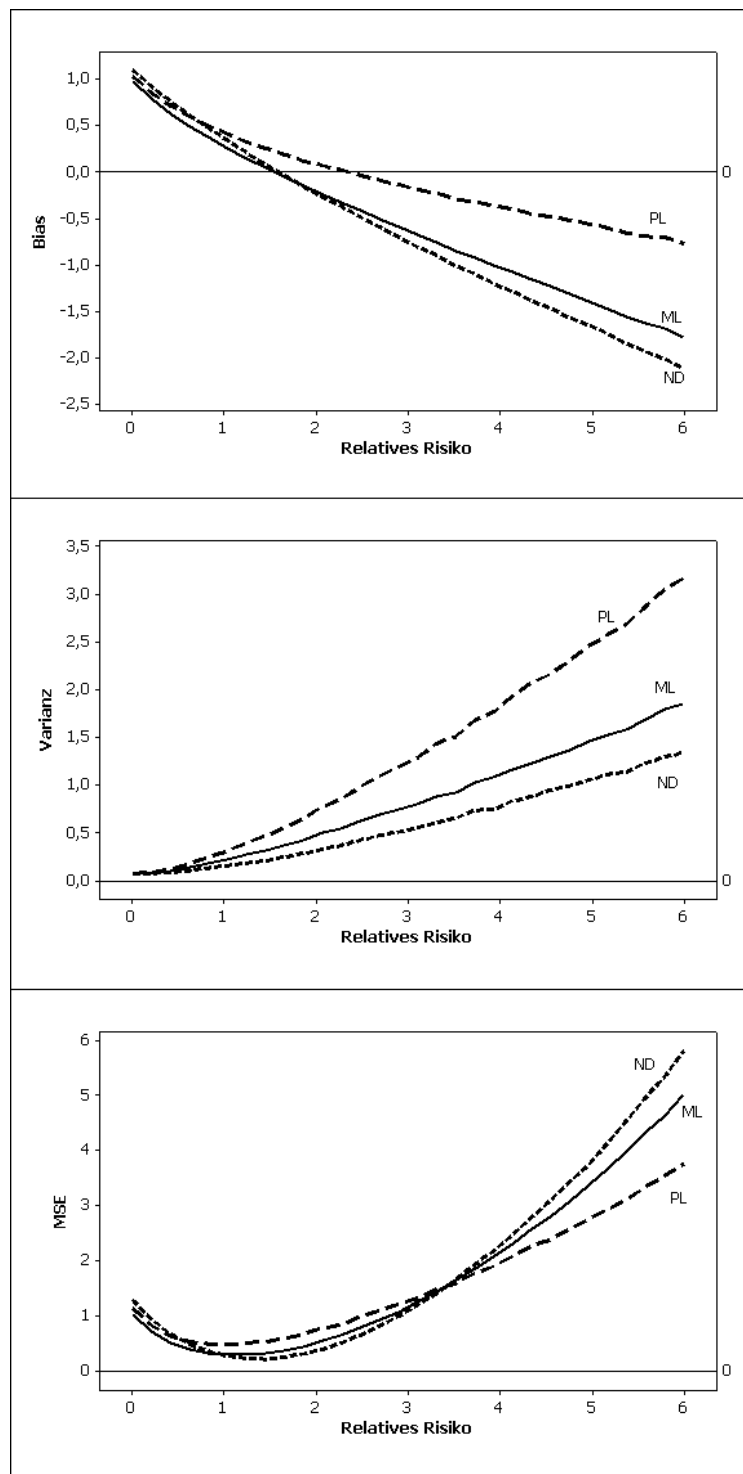 1,0
0,5
0,0
-0,5
-1,0
-1,5
-2,0
-2,5
Bias
0
PL
ML
ND
0 1 2 3 4 5 6
Relatives Risiko
3,5
3,0
2,5
2,0
1,5
1,0
0,5
0,0
Varianz
PL
ML
ND
0
0 1 2 3 4 5 6
Relatives Risiko
6
5
4
3
2
1
0
MSE
ND
ML
PL
0
0 1 2 3 4 5 6
Relatives Risiko